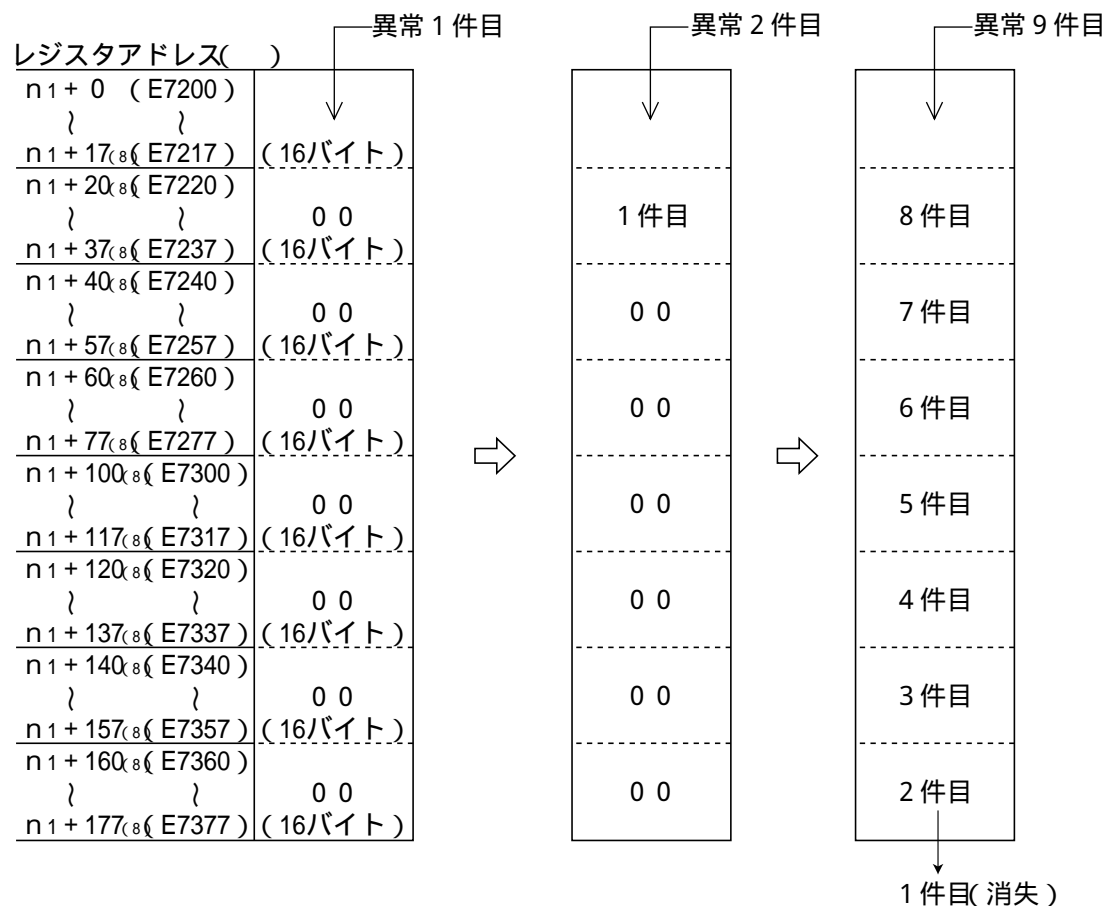 異常1件目
異常2件目
異常9件目
レジスタアドレス( )
n1+ 0 (E7200)
~ ~
n1+17(8)(E7217) (16バイト)
n1+20(8)(E7220)
~ ~ 00 1件目 8件目
n1+37(8)(E7237) (16バイト)
n1+40(8)(E7240)
~ ~ 00 00 7件目
n1+57(8)(E7257) (16バイト)
n1+60(8)(E7260)
~ ~ 00 00 6件目
n1+77(8)(E7277) (16バイト)
n1+100(8)(E7300)
~ ~ 00 00 5件目
n1+117(8)(E7317) (16バイト)
n1+120(8)(E7320)
~ ~ 00 00 4件目
n1+137(8)(E7337) (16バイト)
n1+140(8)(E7340)
~ ~ 00 00 3件目
n1+157(8)(E7357) (16バイト)
n1+160(8)(E7360)
~ ~ 00 00 2件目
n1+177(8)(E7377) (16バイト)
1件目(消失)